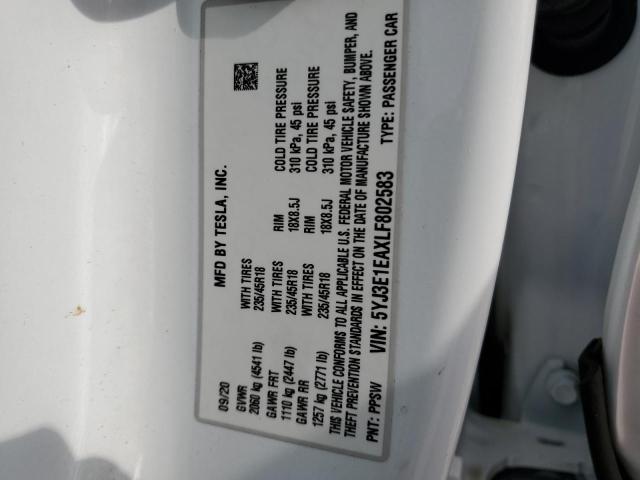 MFD BY TESLA, INC.
09/20
GVWR WITH TIRES RIM COLD TIRE PRESSURE
2060 kg (4541 lb) 235/45R18 18X8.5J 310 kPa, 45 psi
GAWR FRT WITH TIRES RIM COLD TIRE PRESSURE
1110 kg (2447 lb) 235/45R18 18X8.5J 310 kPa, 45 psi
GAWR RR WITH TIRES
1257 kg (2771 lb) 235/45R18
THIS VEHICLE CONFORMS TO ALL APPLICABLE U.S. FEDERAL MOTOR VEHICLE SAFETY, BUMPER, AND
THEFT PREVENTION STANDARDS IN EFFECT ON THE DATE OF MANUFACTURE SHOWN ABOVE.
PNT: PPSW VIN: 5YJ3E1EAXLF802583 TYPE: PASSENGER CAR